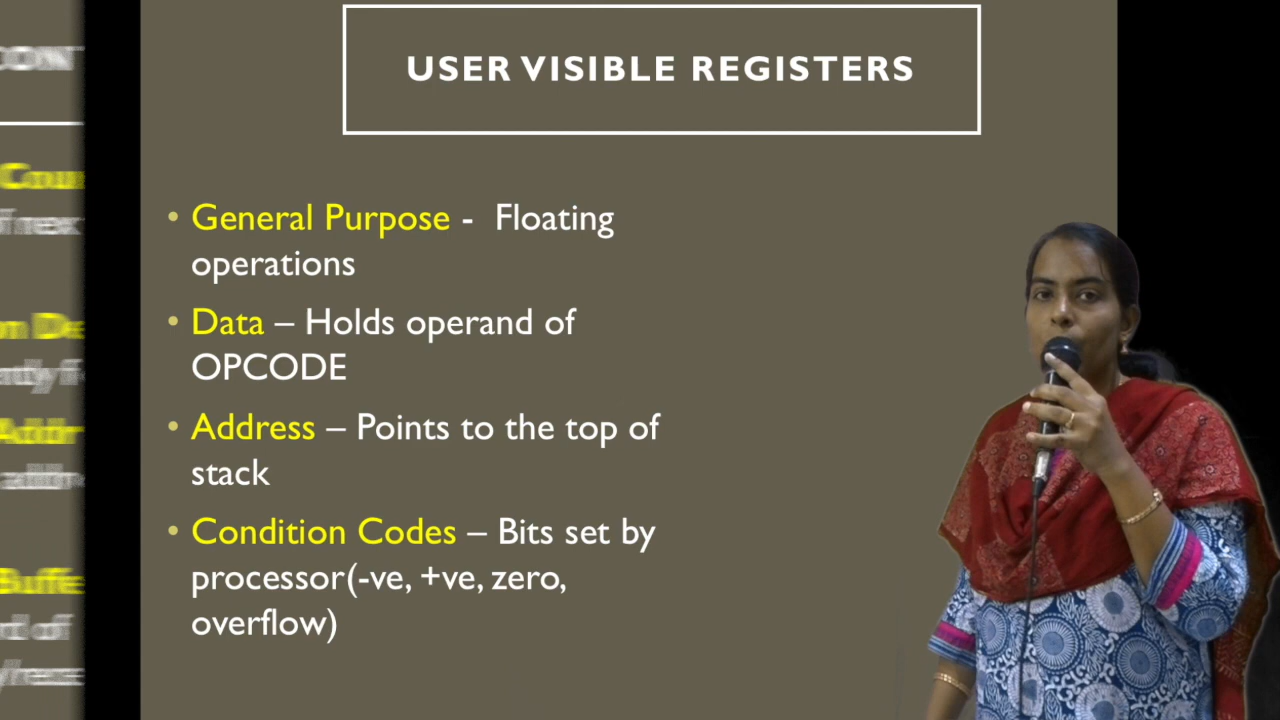 USER VISIBLE REGISTERS
• General Purpose - Floating
operations
• Data – Holds operand of
OPCODE
• Address – Points to the top of
stack
• Condition Codes – Bits set by
processor(-ve, +ve, zero,
overflow)